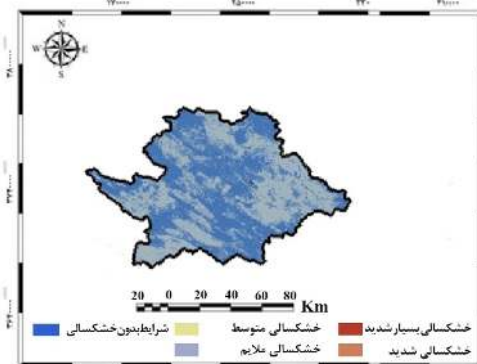 N
W E
S
20 0 20 40 60 80
Km
خشکسالی بسیار شدید خشکسالی متوسط شرایط بدون خشکسالی
خشکسالی شدید خشکسالی ملایم